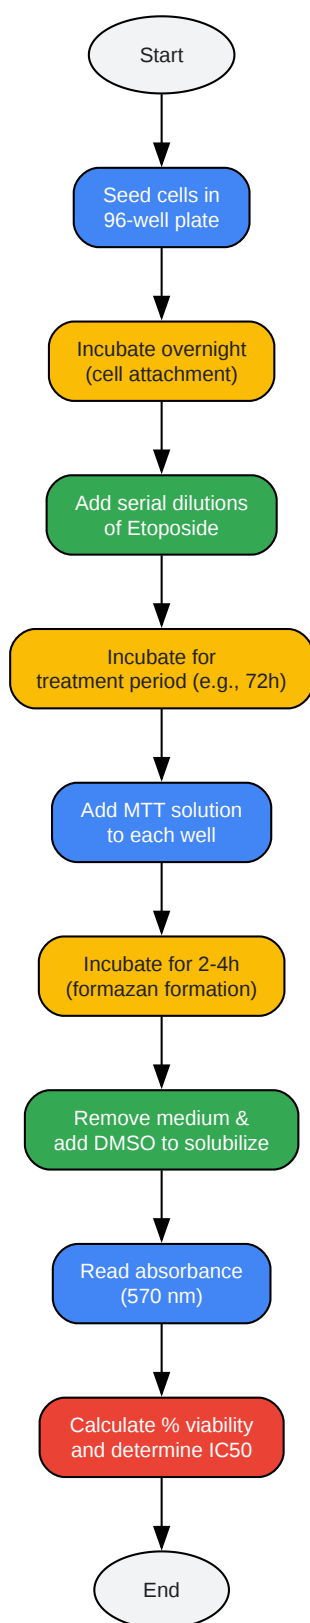 Start
Seed cells in
96-well plate
Incubate overnight
(cell attachment)
Add serial dilutions
of Etoposide
Incubate for
treatment period (e.g., 72h)
Add MTT solution
to each well
Incubate for 2-4h
(formazan formation)
Remove medium &
add DMSO to solubilize
Read absorbance
(570 nm)
Calculate % viability
and determine IC50
End